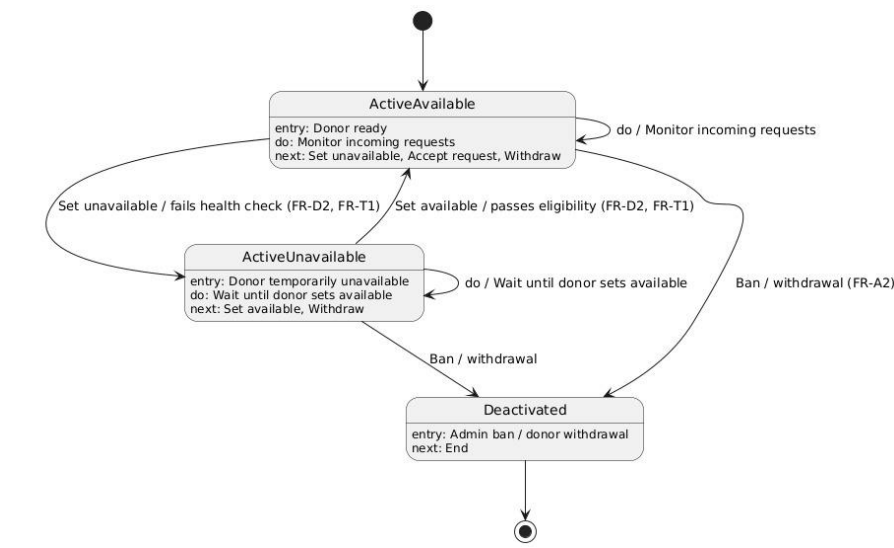 ActiveAvailable
entry: Donor ready
do: Monitor incoming requests
next: Set unavailable, Accept request, Withdraw
do / Monitor incoming requests
Set unavailable / fails health check (FR-D2, FR-T1)
Set available / passes eligibility (FR-D2, FR-T1)
ActiveUnavailable
entry: Donor temporarily unavailable
do: Wait until donor sets available
next: Set available, Withdraw
do / Wait until donor sets available
Ban / withdrawal (FR-A2)
Ban / withdrawal
Deactivated
entry: Admin ban / donor withdrawal
next: End